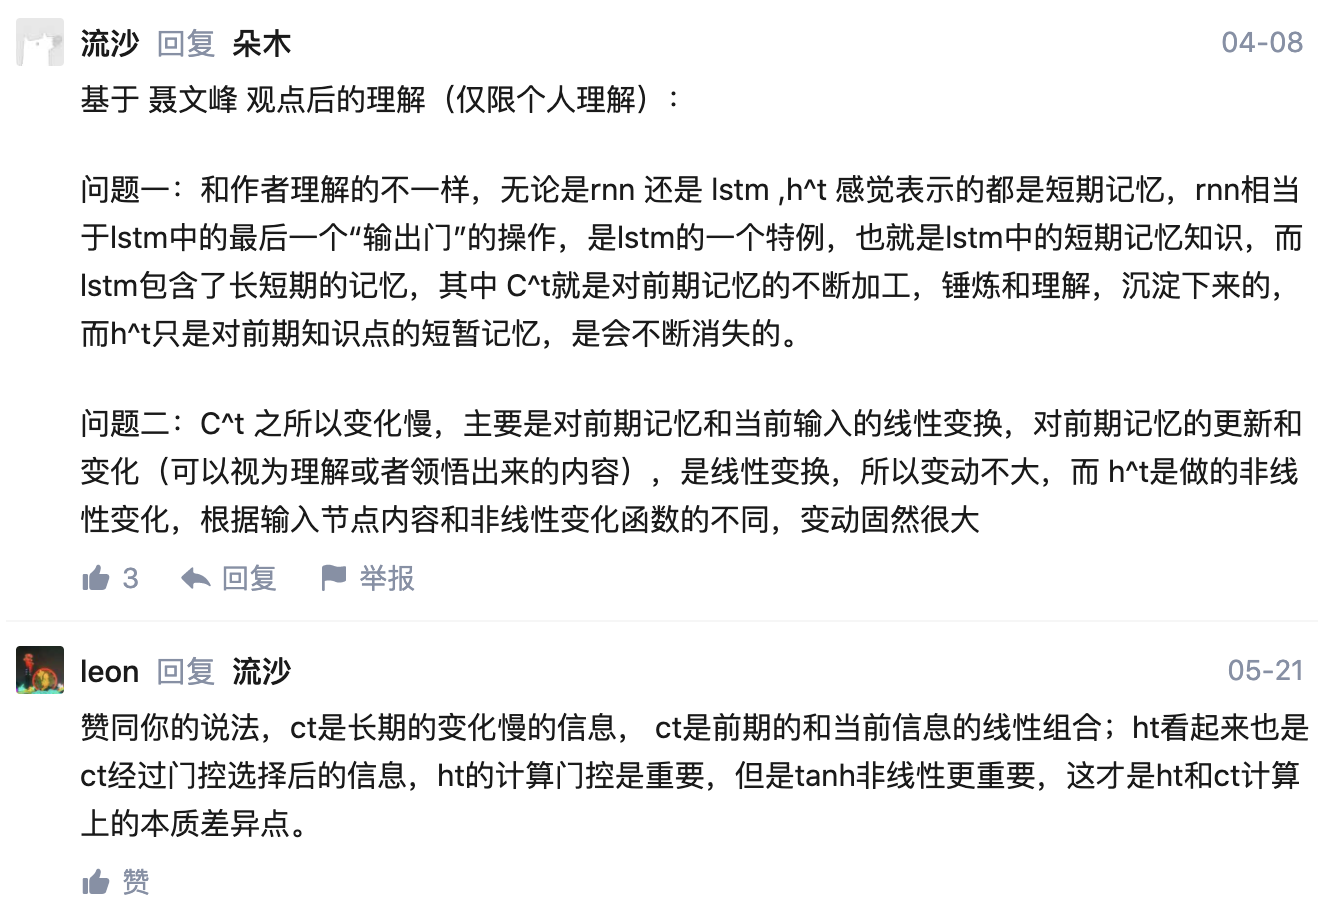 流沙 回复 朵木 04-08
基于 聂文峰 观点后的理解（仅限个人理解）：
问题一：和作者理解的不一样，无论是rnn 还是 lstm ,h^t 感觉表示的都是短期记忆，rnn相当
于lstm中的最后一个“输出门”的操作，是lstm的一个特例，也就是lstm中的短期记忆知识，而
lstm包含了长短期的记忆，其中 C^t就是对前期记忆的不断加工，锤炼和理解，沉淀下来的，
而h^t只是对前期知识点的短暂记忆，是会不断消失的。
问题二：C^t 之所以变化慢，主要是对前期记忆和当前输入的线性变换，对前期记忆的更新和
变化（可以视为理解或者领悟出来的内容），是线性变换，所以变动不大，而 h^t是做的非线
性变化，根据输入节点内容和非线性变化函数的不同，变动固然很大
3 回复 举报
leon 回复 流沙 05-21
赞同你的说法，ct是长期的变化慢的信息， ct是前期的和当前信息的线性组合；ht看起来也是
ct经过门控选择后的信息，ht的计算门控是重要，但是tanh非线性更重要，这才是ht和ct计算
上的本质差异点。
赞